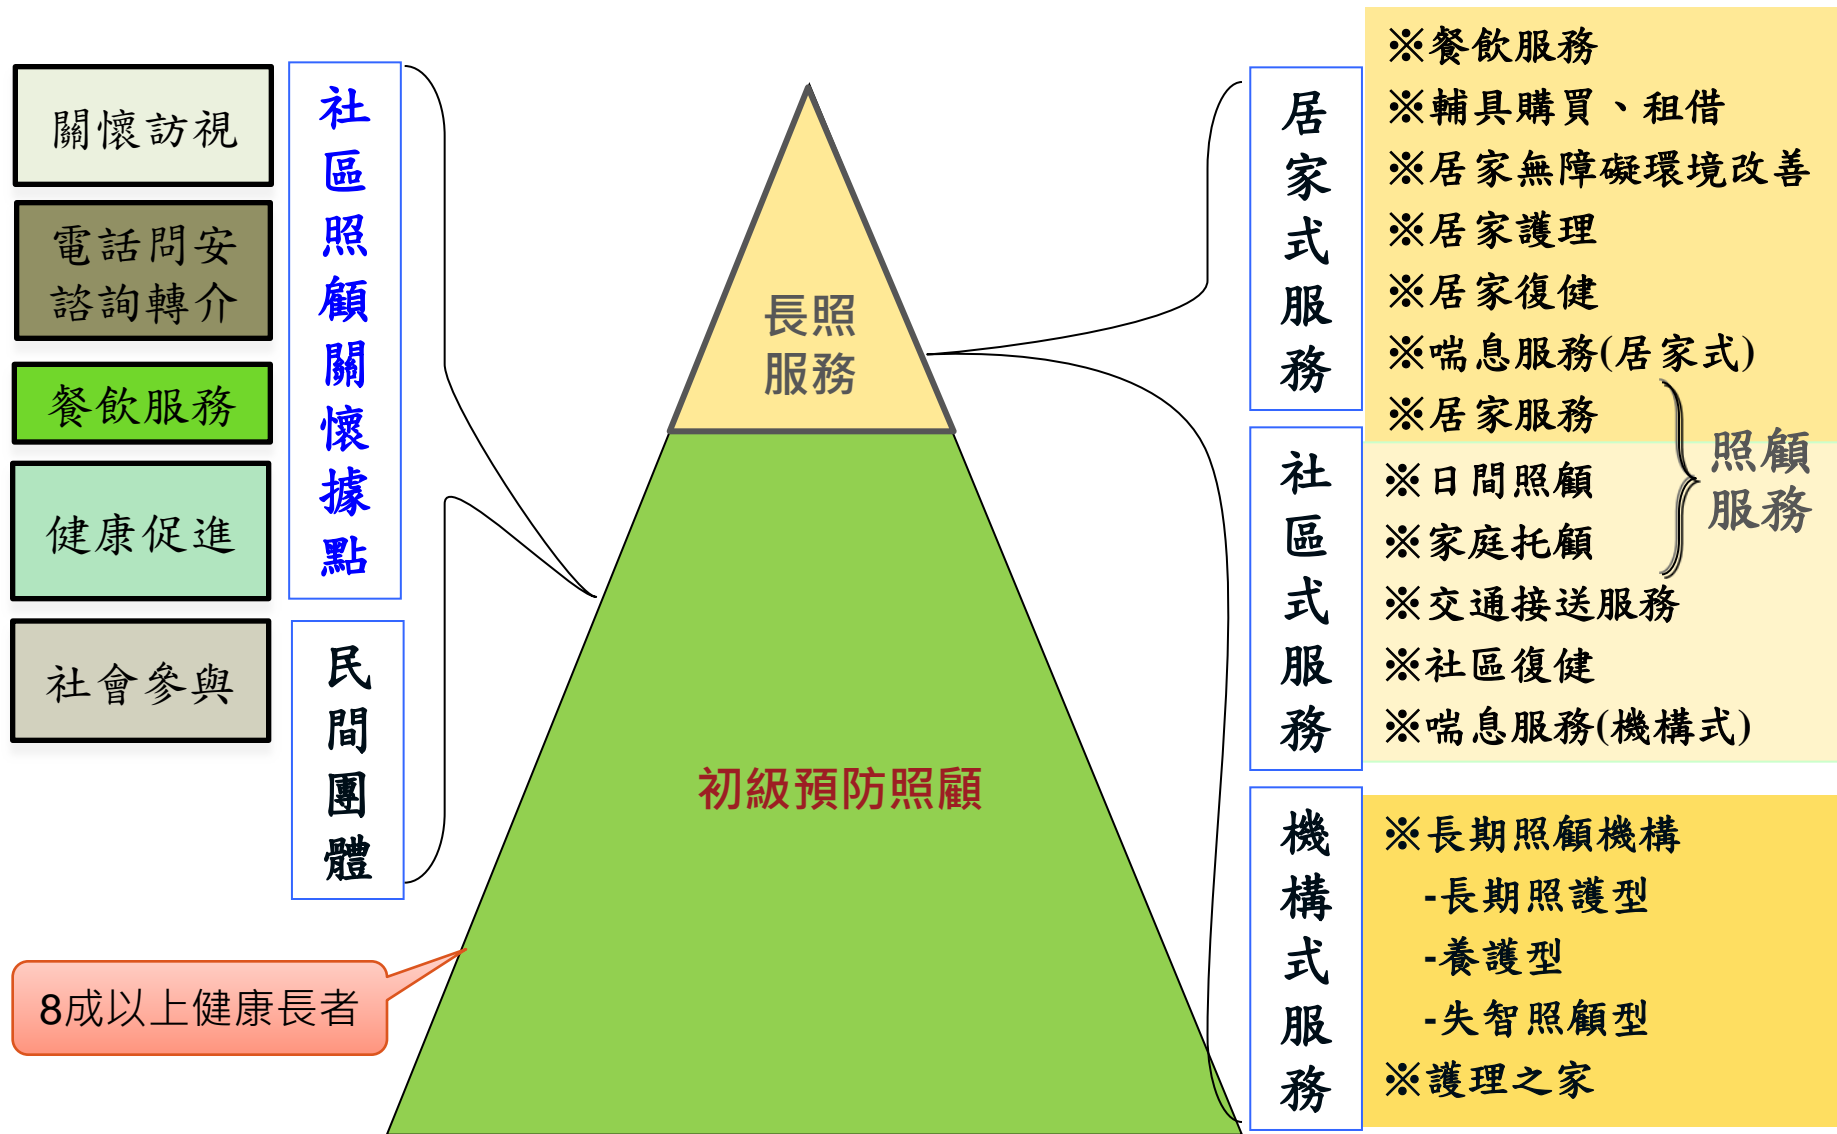 關懷訪視
電話問安
諮詢轉介
餐飲服務
健康促進
社會參與
社區照顧關懷據點
民間團體
8成以上健康長者
長照
服務
初級預防照顧
居家式服務
※餐飲服務
※輔具購買、租借
※居家無障礙環境改善
※居家護理
※居家復健
※喘息服務(居家式)
※居家服務
社區式服務
※日間照顧
※家庭托顧
※交通接送服務
※社區復健
※喘息服務(機構式)
照顧
服務
機構式服務
※長期照顧機構
-長期照護型
-養護型
-失智照顧型
※護理之家